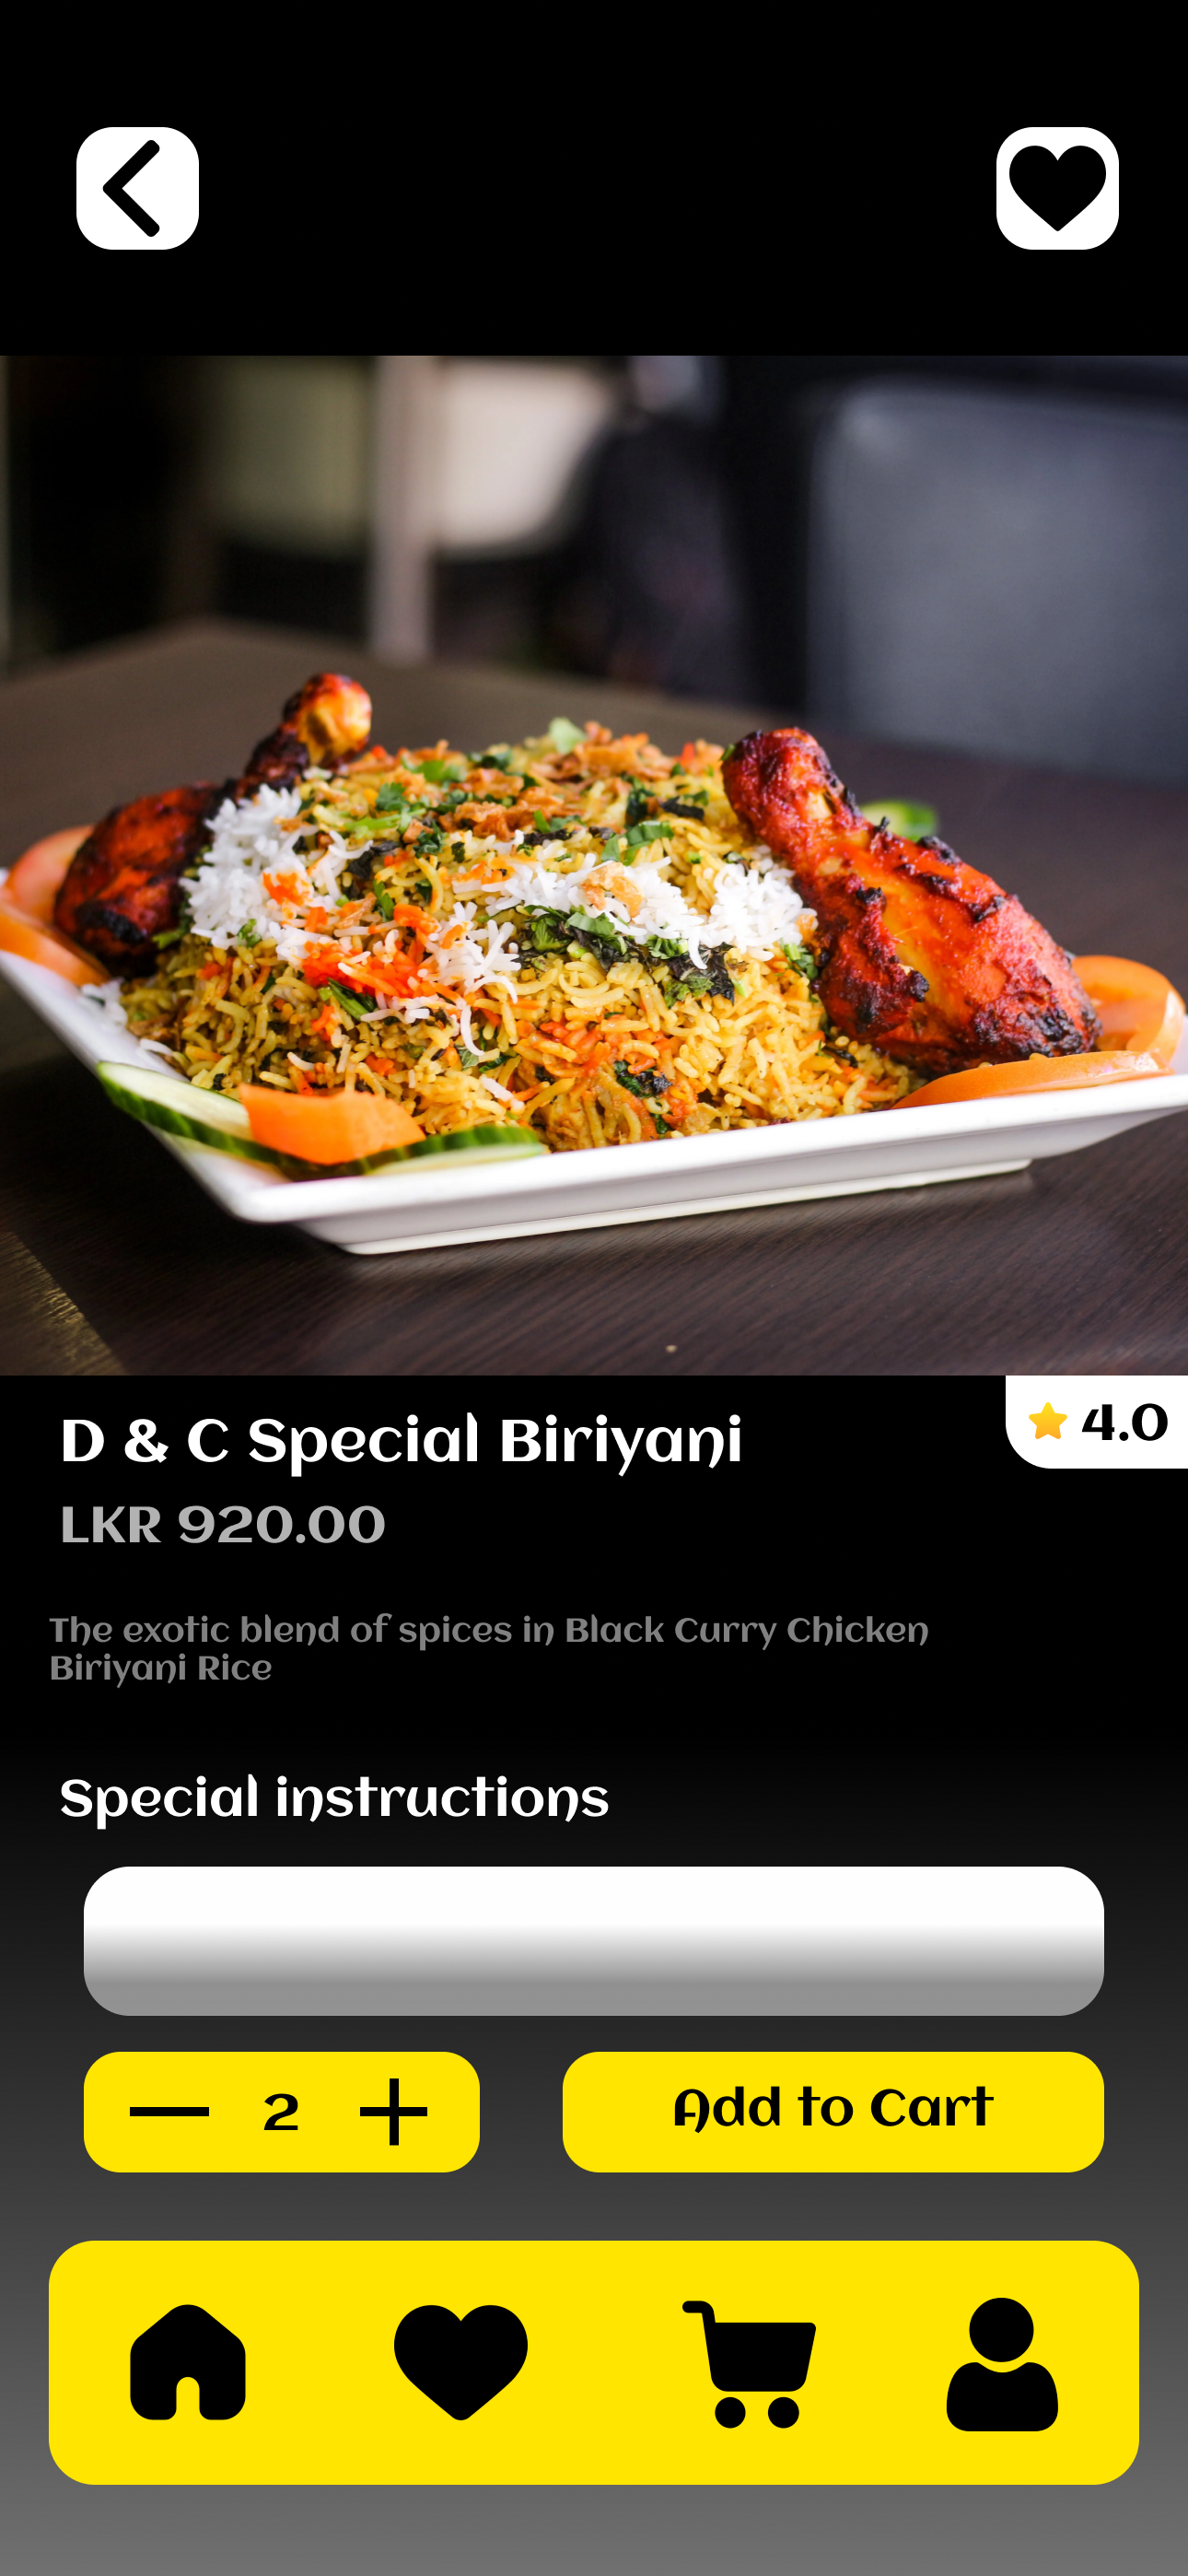 4.0
D & C Special Biriyani
LKR 920.00
The exotic blend of spices in Black Curry Chicken
Biriyani Rice
Special instructions
2
Add to Cart